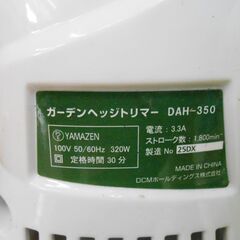 ガーデンヘッジトリマー DAH-350
YAMAZEN
100V 50/60Hz 320W
定格時間 30分
電流: 3.3A
ストローク数: 1,800min⁻¹
製造 No 25DX
MADE IN CHINA
DCMホールディングス株式会社